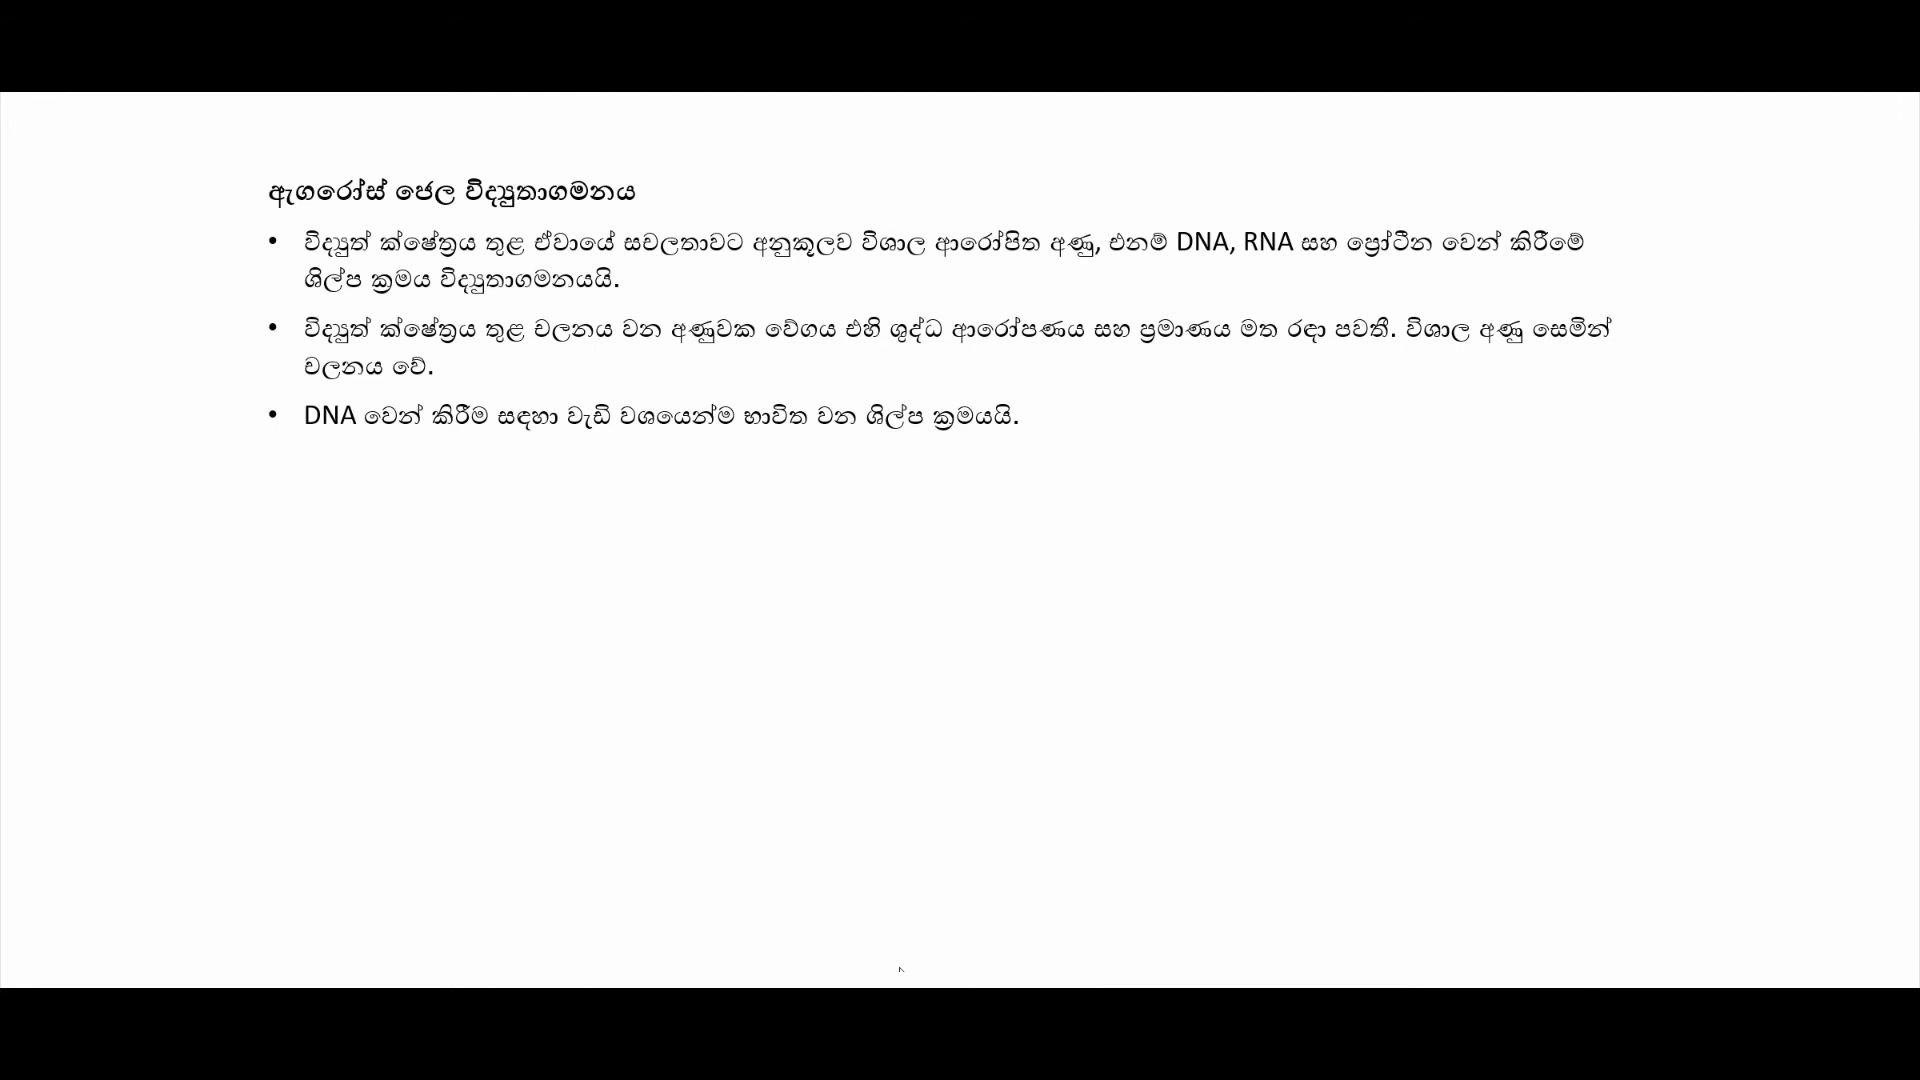 ඇගරෝස් ජෙල විද්‍යුතාගමනය
• විද්‍යුත් ක්ෂේත්‍රය තුළ ඒවායේ සචලතාවට අනුකූලව විශාල ආරෝපිත අණු, එනම් DNA, RNA සහ ප්‍රෝටීන වෙන් කිරීමේ
ශිල්ප ක්‍රමය විද්‍යුතාගමනයයි.
• විද්‍යුත් ක්ෂේත්‍රය තුළ චලනය වන අණුවක වේගය එහි ශුද්ධ ආරෝපණය සහ ප්‍රමාණය මත රඳා පවතී. විශාල අණු සෙමින්
චලනය වේ.
• DNA වෙන් කිරීම සඳහා වැඩි වශයෙන්ම භාවිත වන ශිල්ප ක්‍රමයයි.